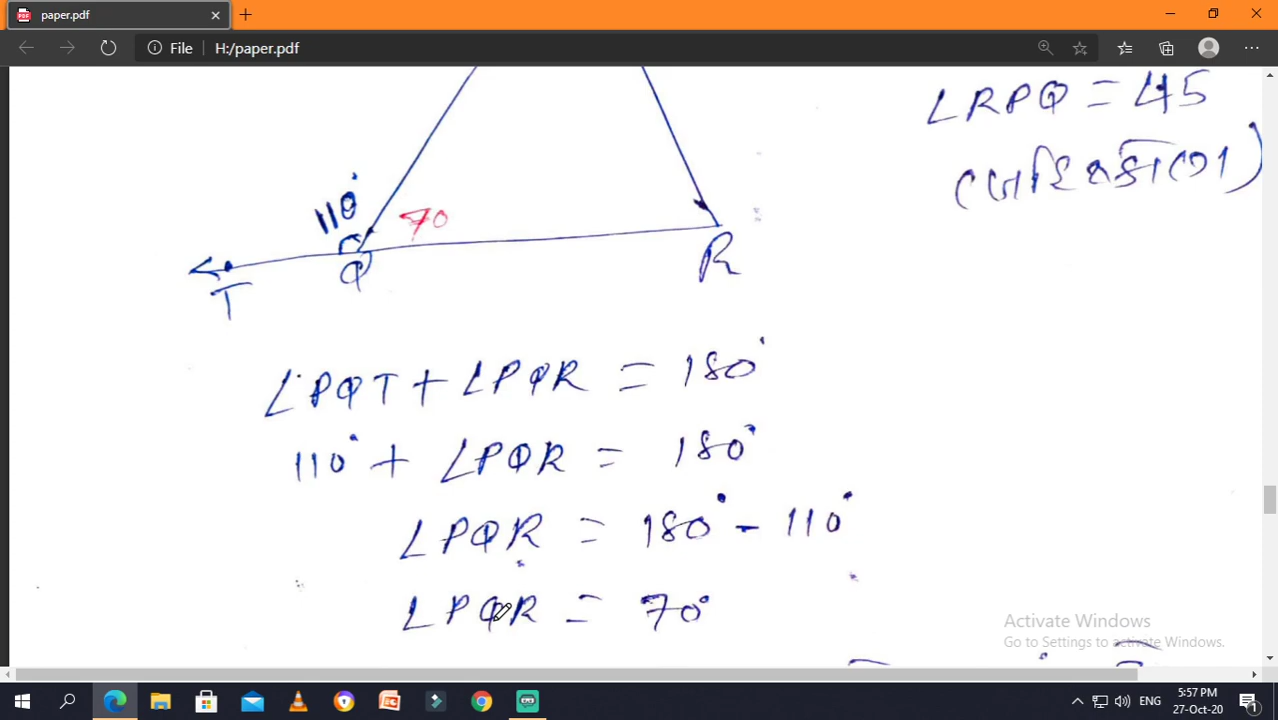 paper.pdf
File H:/paper.pdf
∠RPQ = 45
110°
70
Q
R
T
∠PQT + ∠PQR = 180°
110° + ∠PQR = 180°
∠PQR = 180° - 110°
∠PQR = 70°
Activate Windows
Go to Settings to activate Windows.
ENG
5:57 PM
27-Oct-20